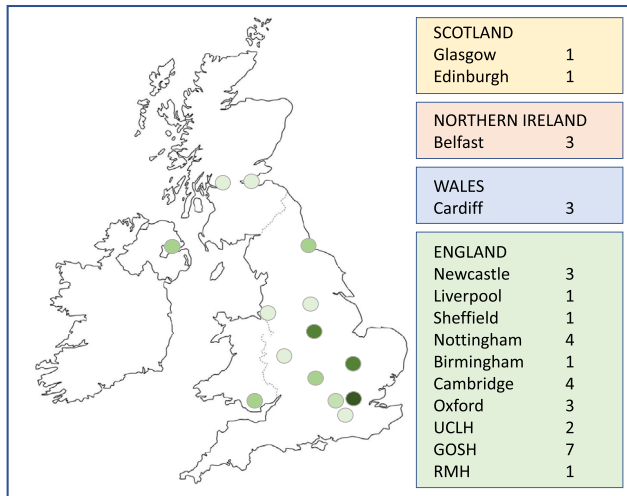 SCOTLAND
Glasgow 1
Edinburgh 1
NORTHERN IRELAND
Belfast 3
WALES
Cardiff 3
ENGLAND
Newcastle 3
Liverpool 1
Sheffield 1
Nottingham 4
Birmingham 1
Cambridge 4
Oxford 3
UCLH 2
GOSH 7
RMH 1